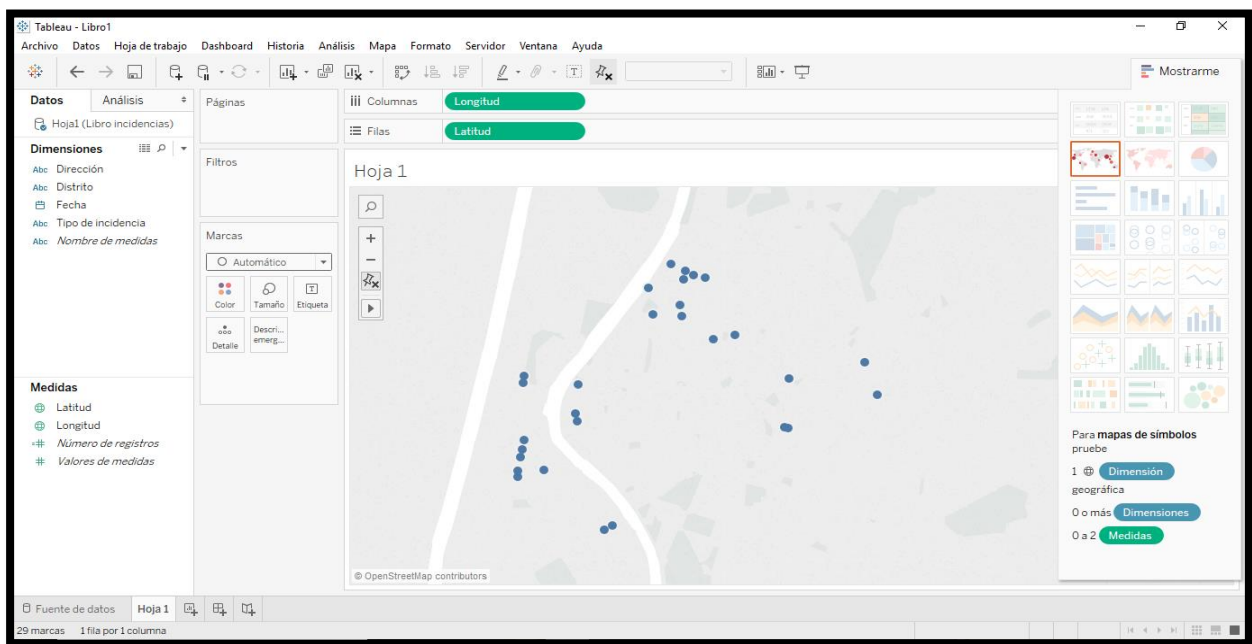 Tableau - Libro1
Archivo Datos Hoja de trabajo Dashboard Historia Análisis Mapa Formato Servidor Ventana Ayuda
Mostrarme
Datos Análisis
Hoja1 (Libro incidencias)
Dimensiones
Abc Dirección
Abc Distrito
Fecha
Abc Tipo de incidencia
Abc Nombre de medidas
Medidas
Latitud
Longitud
Número de registros
Valores de medidas
Páginas
Filtros
Marcas
Automático
Color Tamaño Etiqueta
Detalle Descri...
emerg...
Columnas Longitud
Filas Latitud
Hoja 1
© OpenStreetMap contributors
Para mapas de símbolos
pruebe
1 Dimensión
geográfica
0 o más Dimensiones
0 a 2 Medidas
Fuente de datos Hoja 1
29 marcas 1 fila por 1 columna